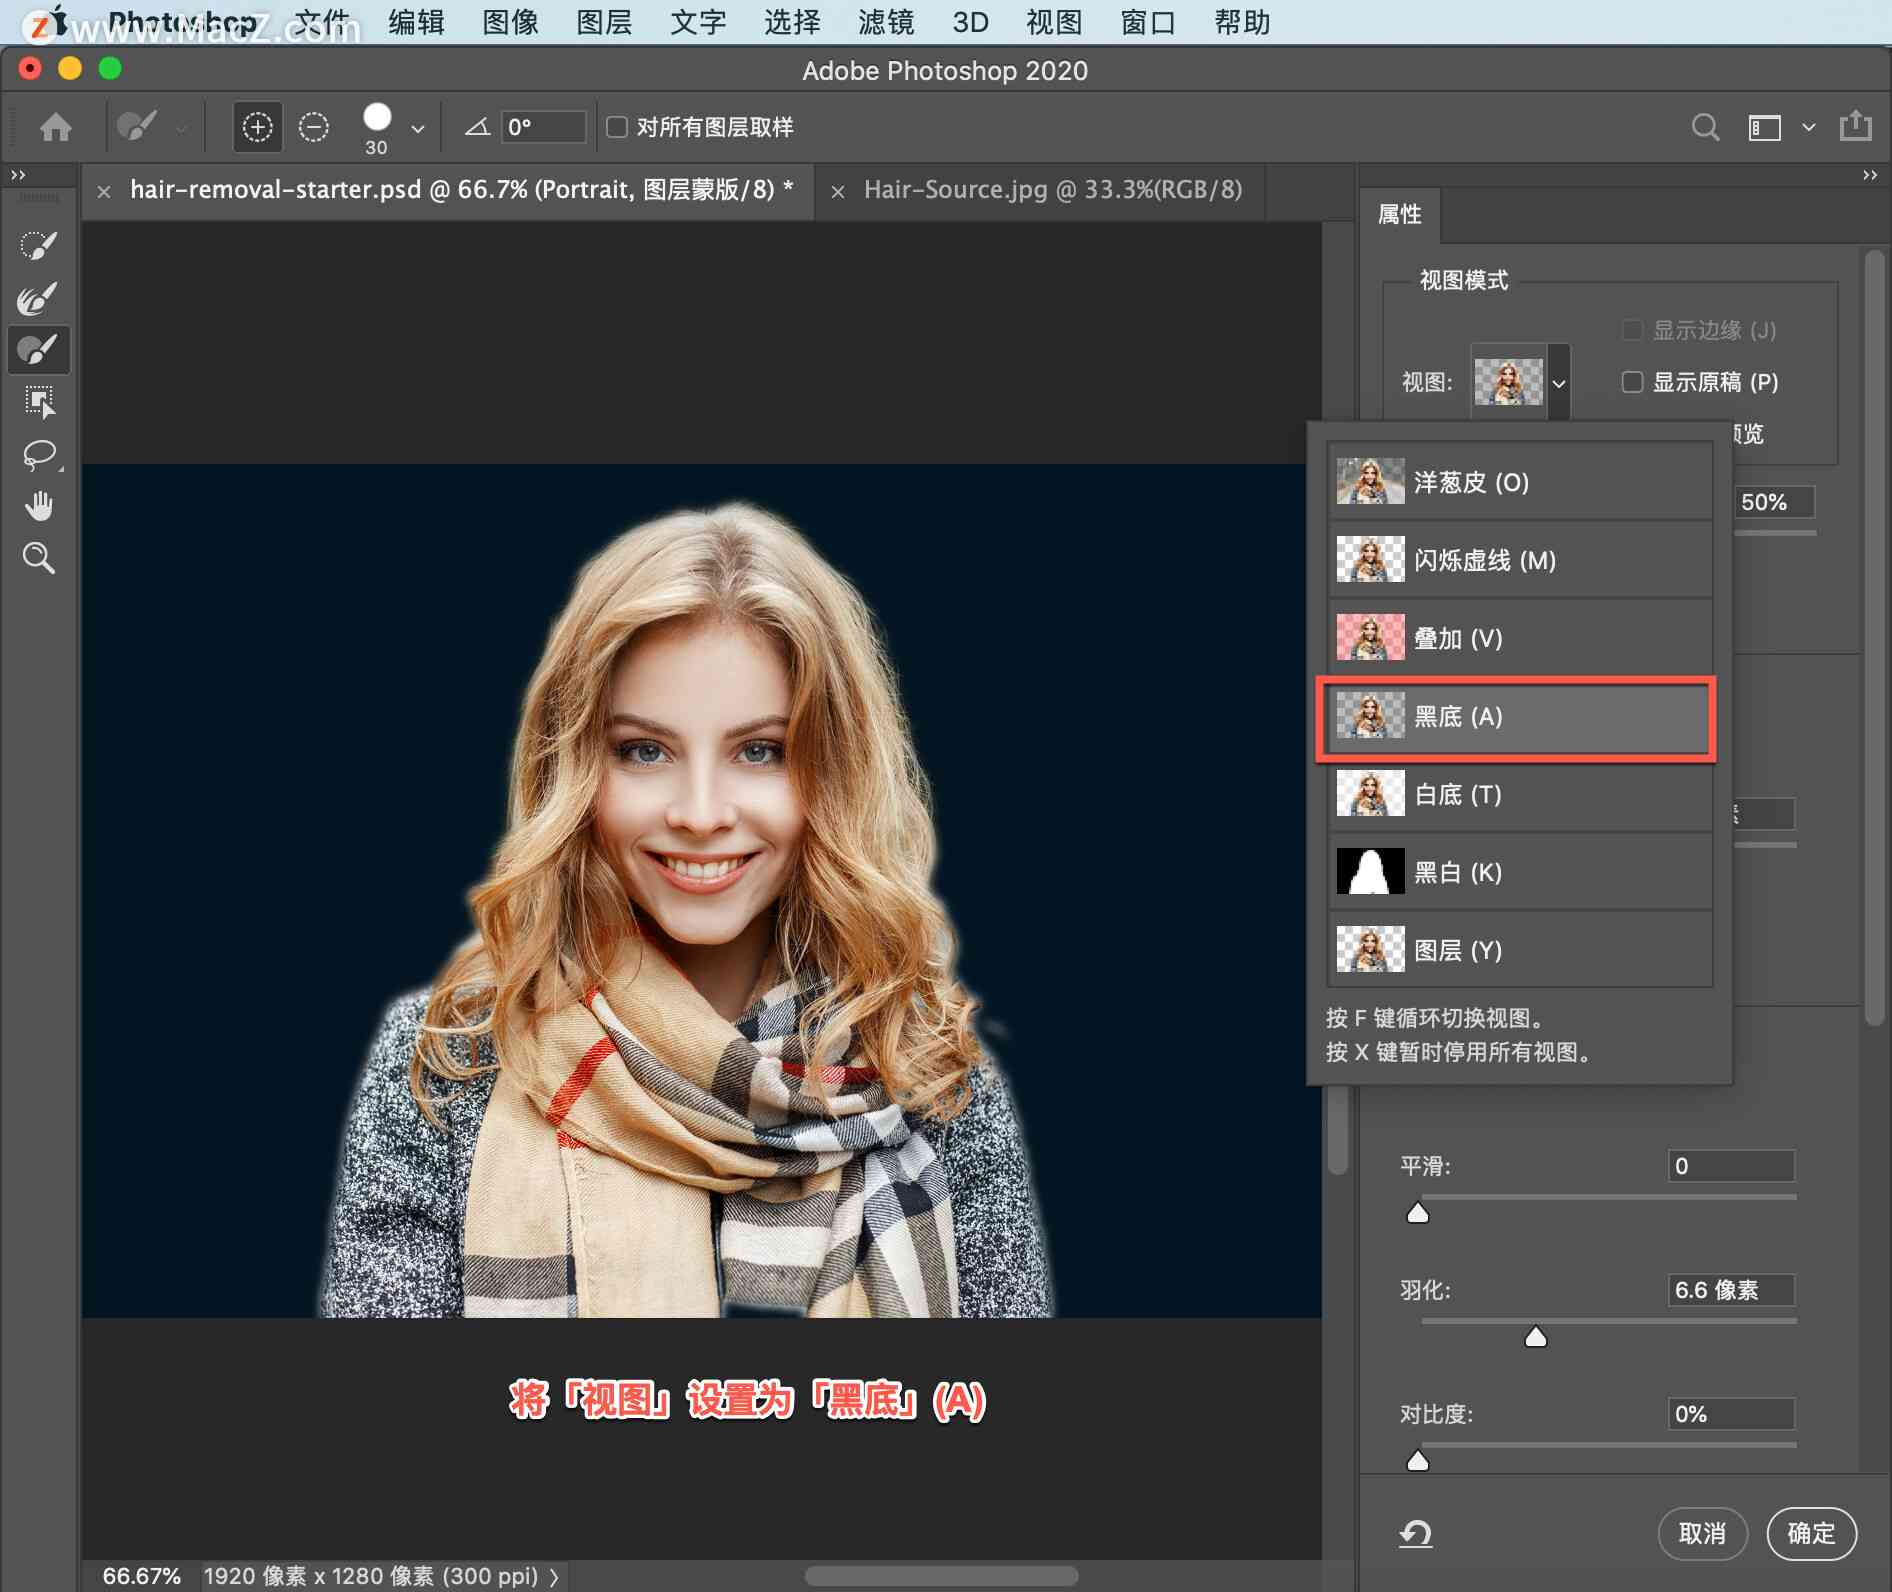 Photoshop 文件 编辑 图像 图层 文字 选择 滤镜 3D 视图 窗口 帮助
www.MacZ.com
Adobe Photoshop 2020
30
0°
对所有图层取样
hair-removal-starter.psd @ 66.7% (Portrait, 图层蒙版/8) *
Hair-Source.jpg @ 33.3%(RGB/8)
属性
视图模式
显示边缘 (J)
视图:
显示原稿 (P)
预览
洋葱皮 (O)
50%
闪烁虚线 (M)
叠加 (V)
黑底 (A)
白底 (T)
黑白 (K)
图层 (Y)
按 F 键循环切换视图。
按 X 键暂时停用所有视图。
平滑:
0
羽化:
6.6 像素
对比度:
0%
将「视图」设置为「黑底」(A)
取消
确定
66.67%
1920 像素 x 1280 像素 (300 ppi)